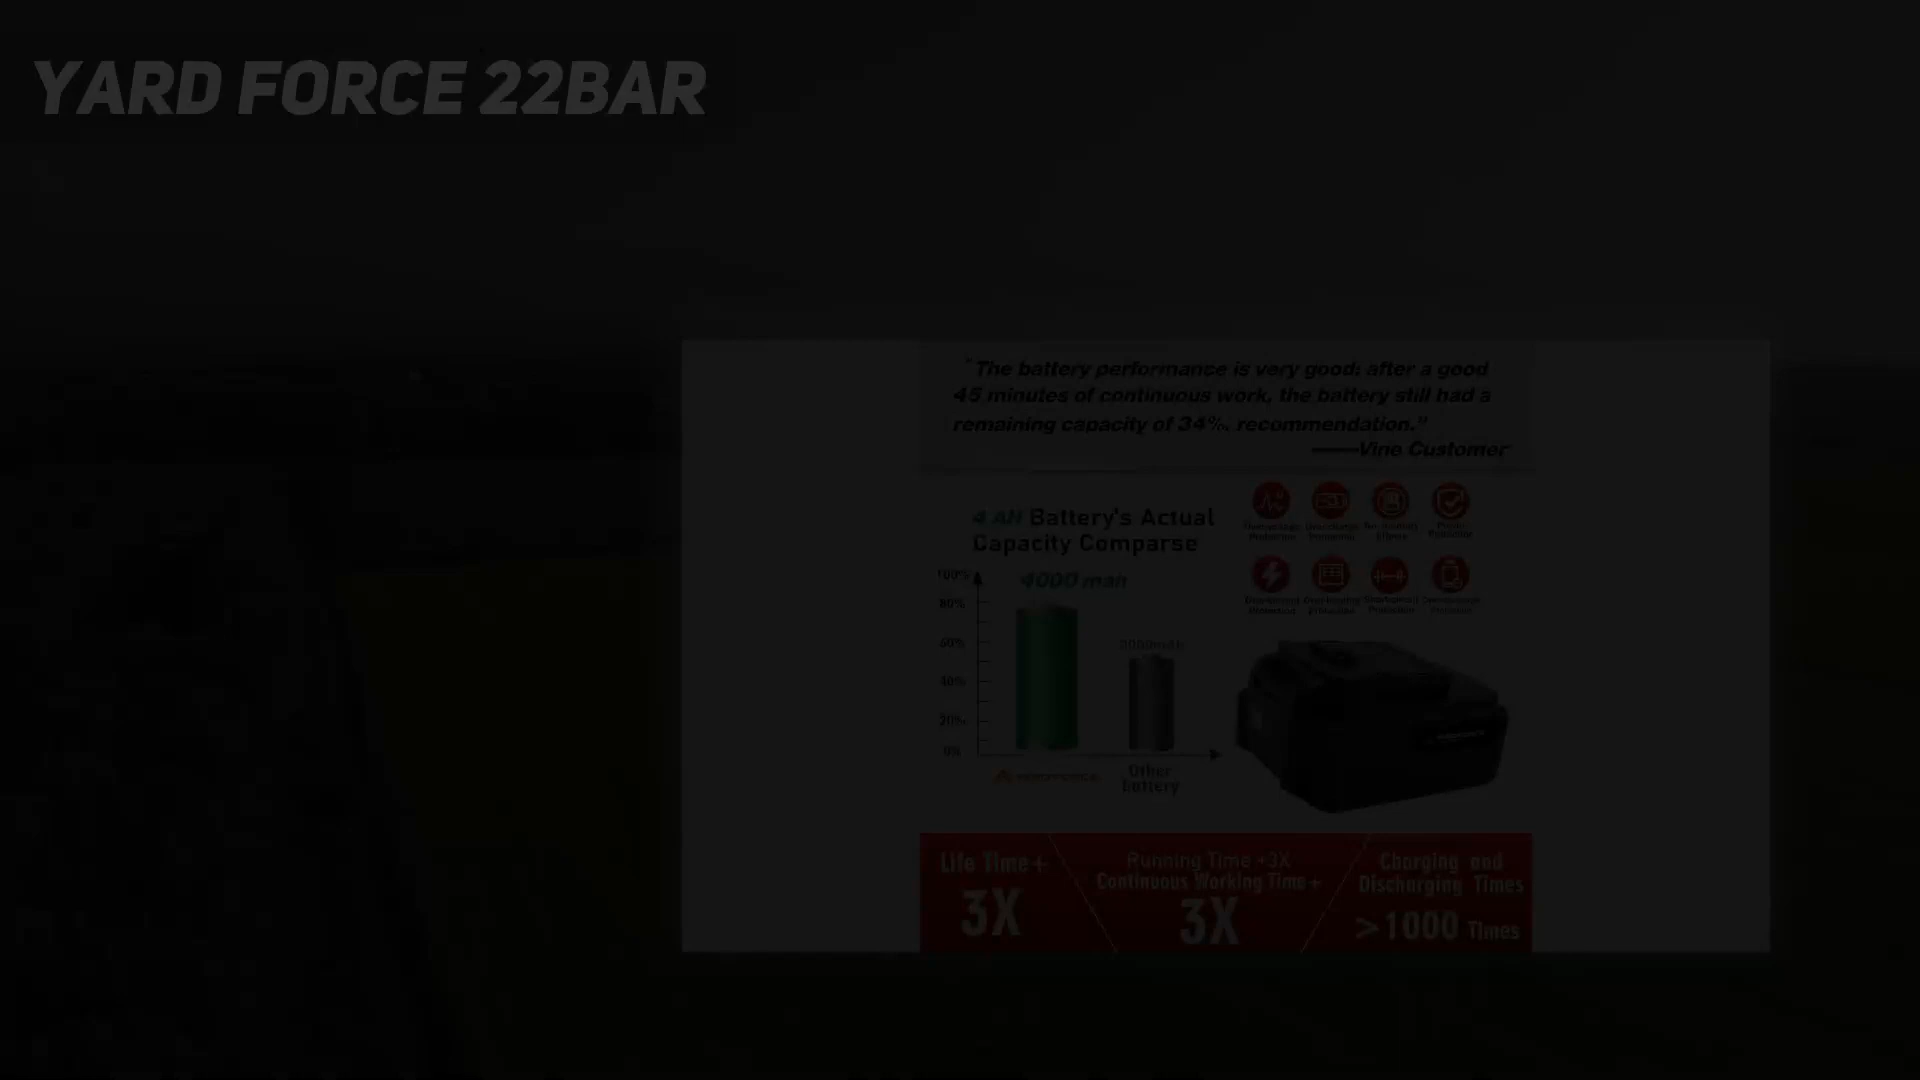 YARD FORCE 22BAR
"The battery performance is very good: after a good
45 minutes of continuous work, the battery still had a
remaining capacity of 34%, recommendation."
——Vine Customer
4 AH Battery's Actual
Capacity Comparse
4000 mah
3000mah
100%
80%
60%
40%
20%
0%
Other
Battery
Life Time+
3X
Running Time +3X
Continuous Working Time+
3X
Charging and
Discharging Times
>1000 Times